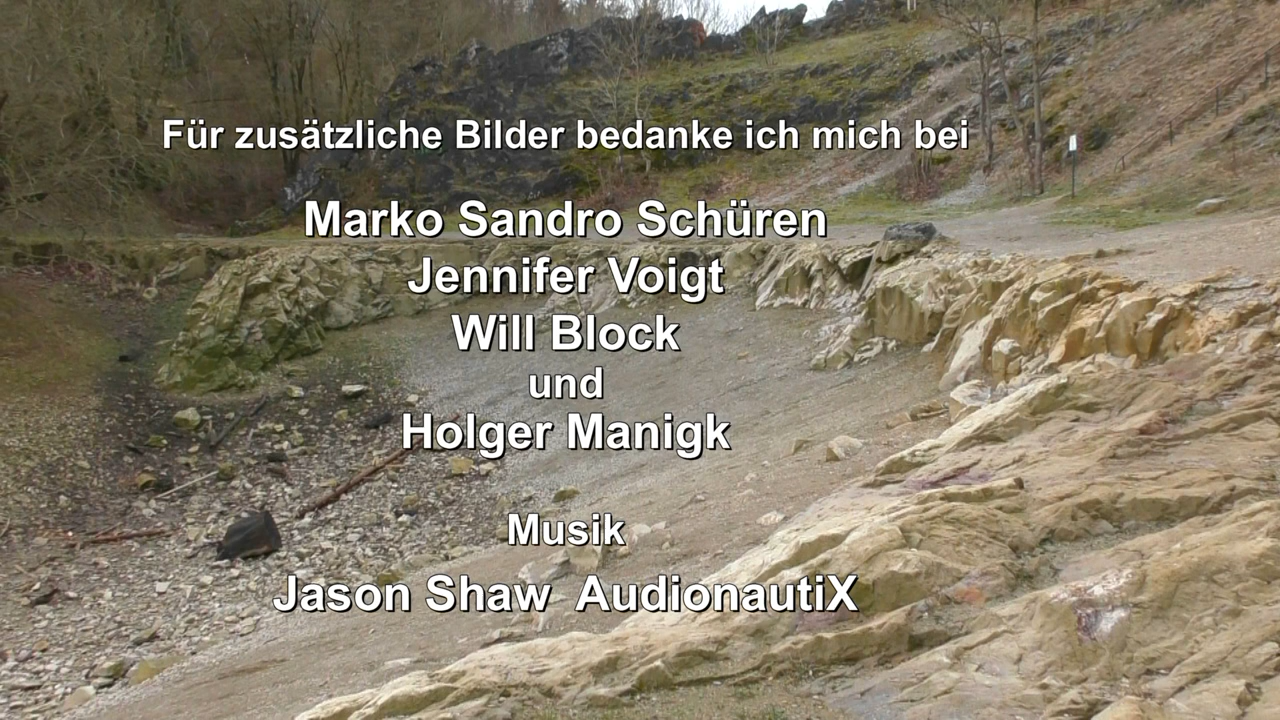 Für zusätzliche Bilder bedanke ich mich bei
Marko Sandro Schüren
Jennifer Voigt
Will Block
und
Holger Manigk
Musik
Jason Shaw AudionautiX